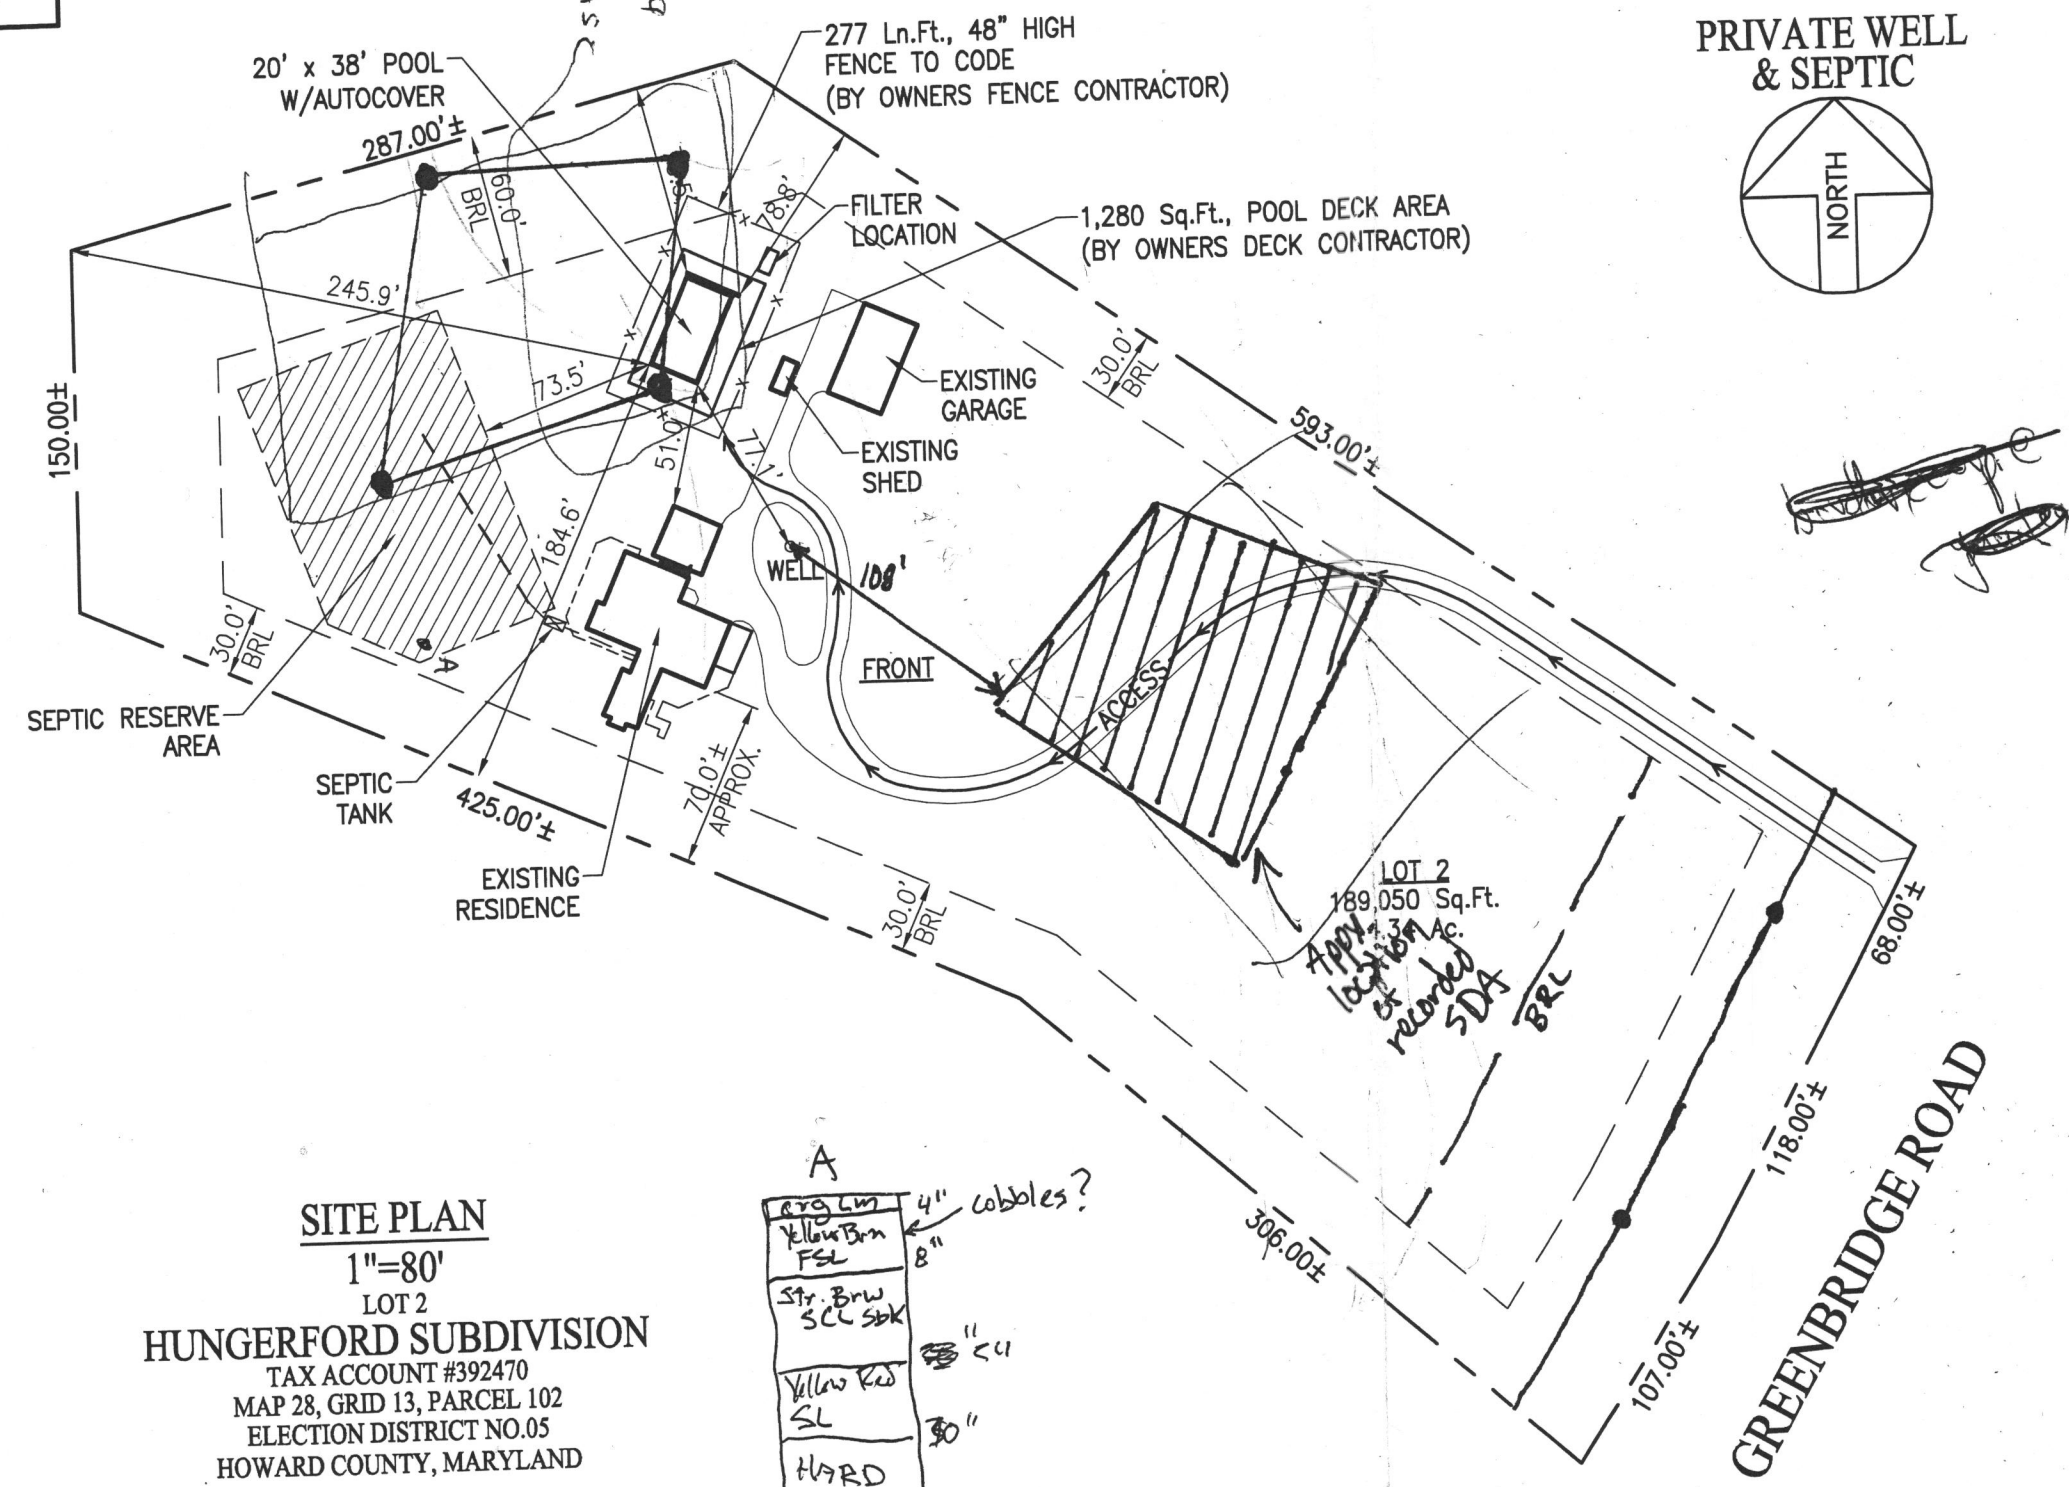 PRIVATE WELL
& SEPTIC
NORTH
20' x 38' POOL
W/AUTOCOVER
277 Ln.Ft., 48" HIGH
FENCE TO CODE
(BY OWNERS FENCE CONTRACTOR)
287.00'±
60.0'
BRL
78.8'
FILTER
LOCATION
1,280 Sq.Ft., POOL DECK AREA
(BY OWNERS DECK CONTRACTOR)
245.9'
73.5'
51.0'±
77.1'
EXISTING
GARAGE
30.0'
BRL
593.00'±
150.00±
EXISTING
SHED
184.6'
WELL
108'
FRONT
ACCESS
30.0'
BRL
A
SEPTIC RESERVE
AREA
SEPTIC
TANK
425.00'±
70.0'±
APPROX.
EXISTING
RESIDENCE
30.0'
BRL
LOT 2
189,050 Sq.Ft.
Ac.
location
of
recorded
SDA
BRL
68.00'±
118.00'±
107.00'±
306.00±
GREENBRIDGE ROAD
SITE PLAN
1"=80'
LOT 2
HUNGERFORD SUBDIVISION
TAX ACCOUNT #392470
MAP 28, GRID 13, PARCEL 102
ELECTION DISTRICT NO.05
HOWARD COUNTY, MARYLAND
A
4"
cobbles?
Yellow Brn
FSL
8"
Str. Brw
SCL Sbk
Yellow Red
SL
30"
HARD